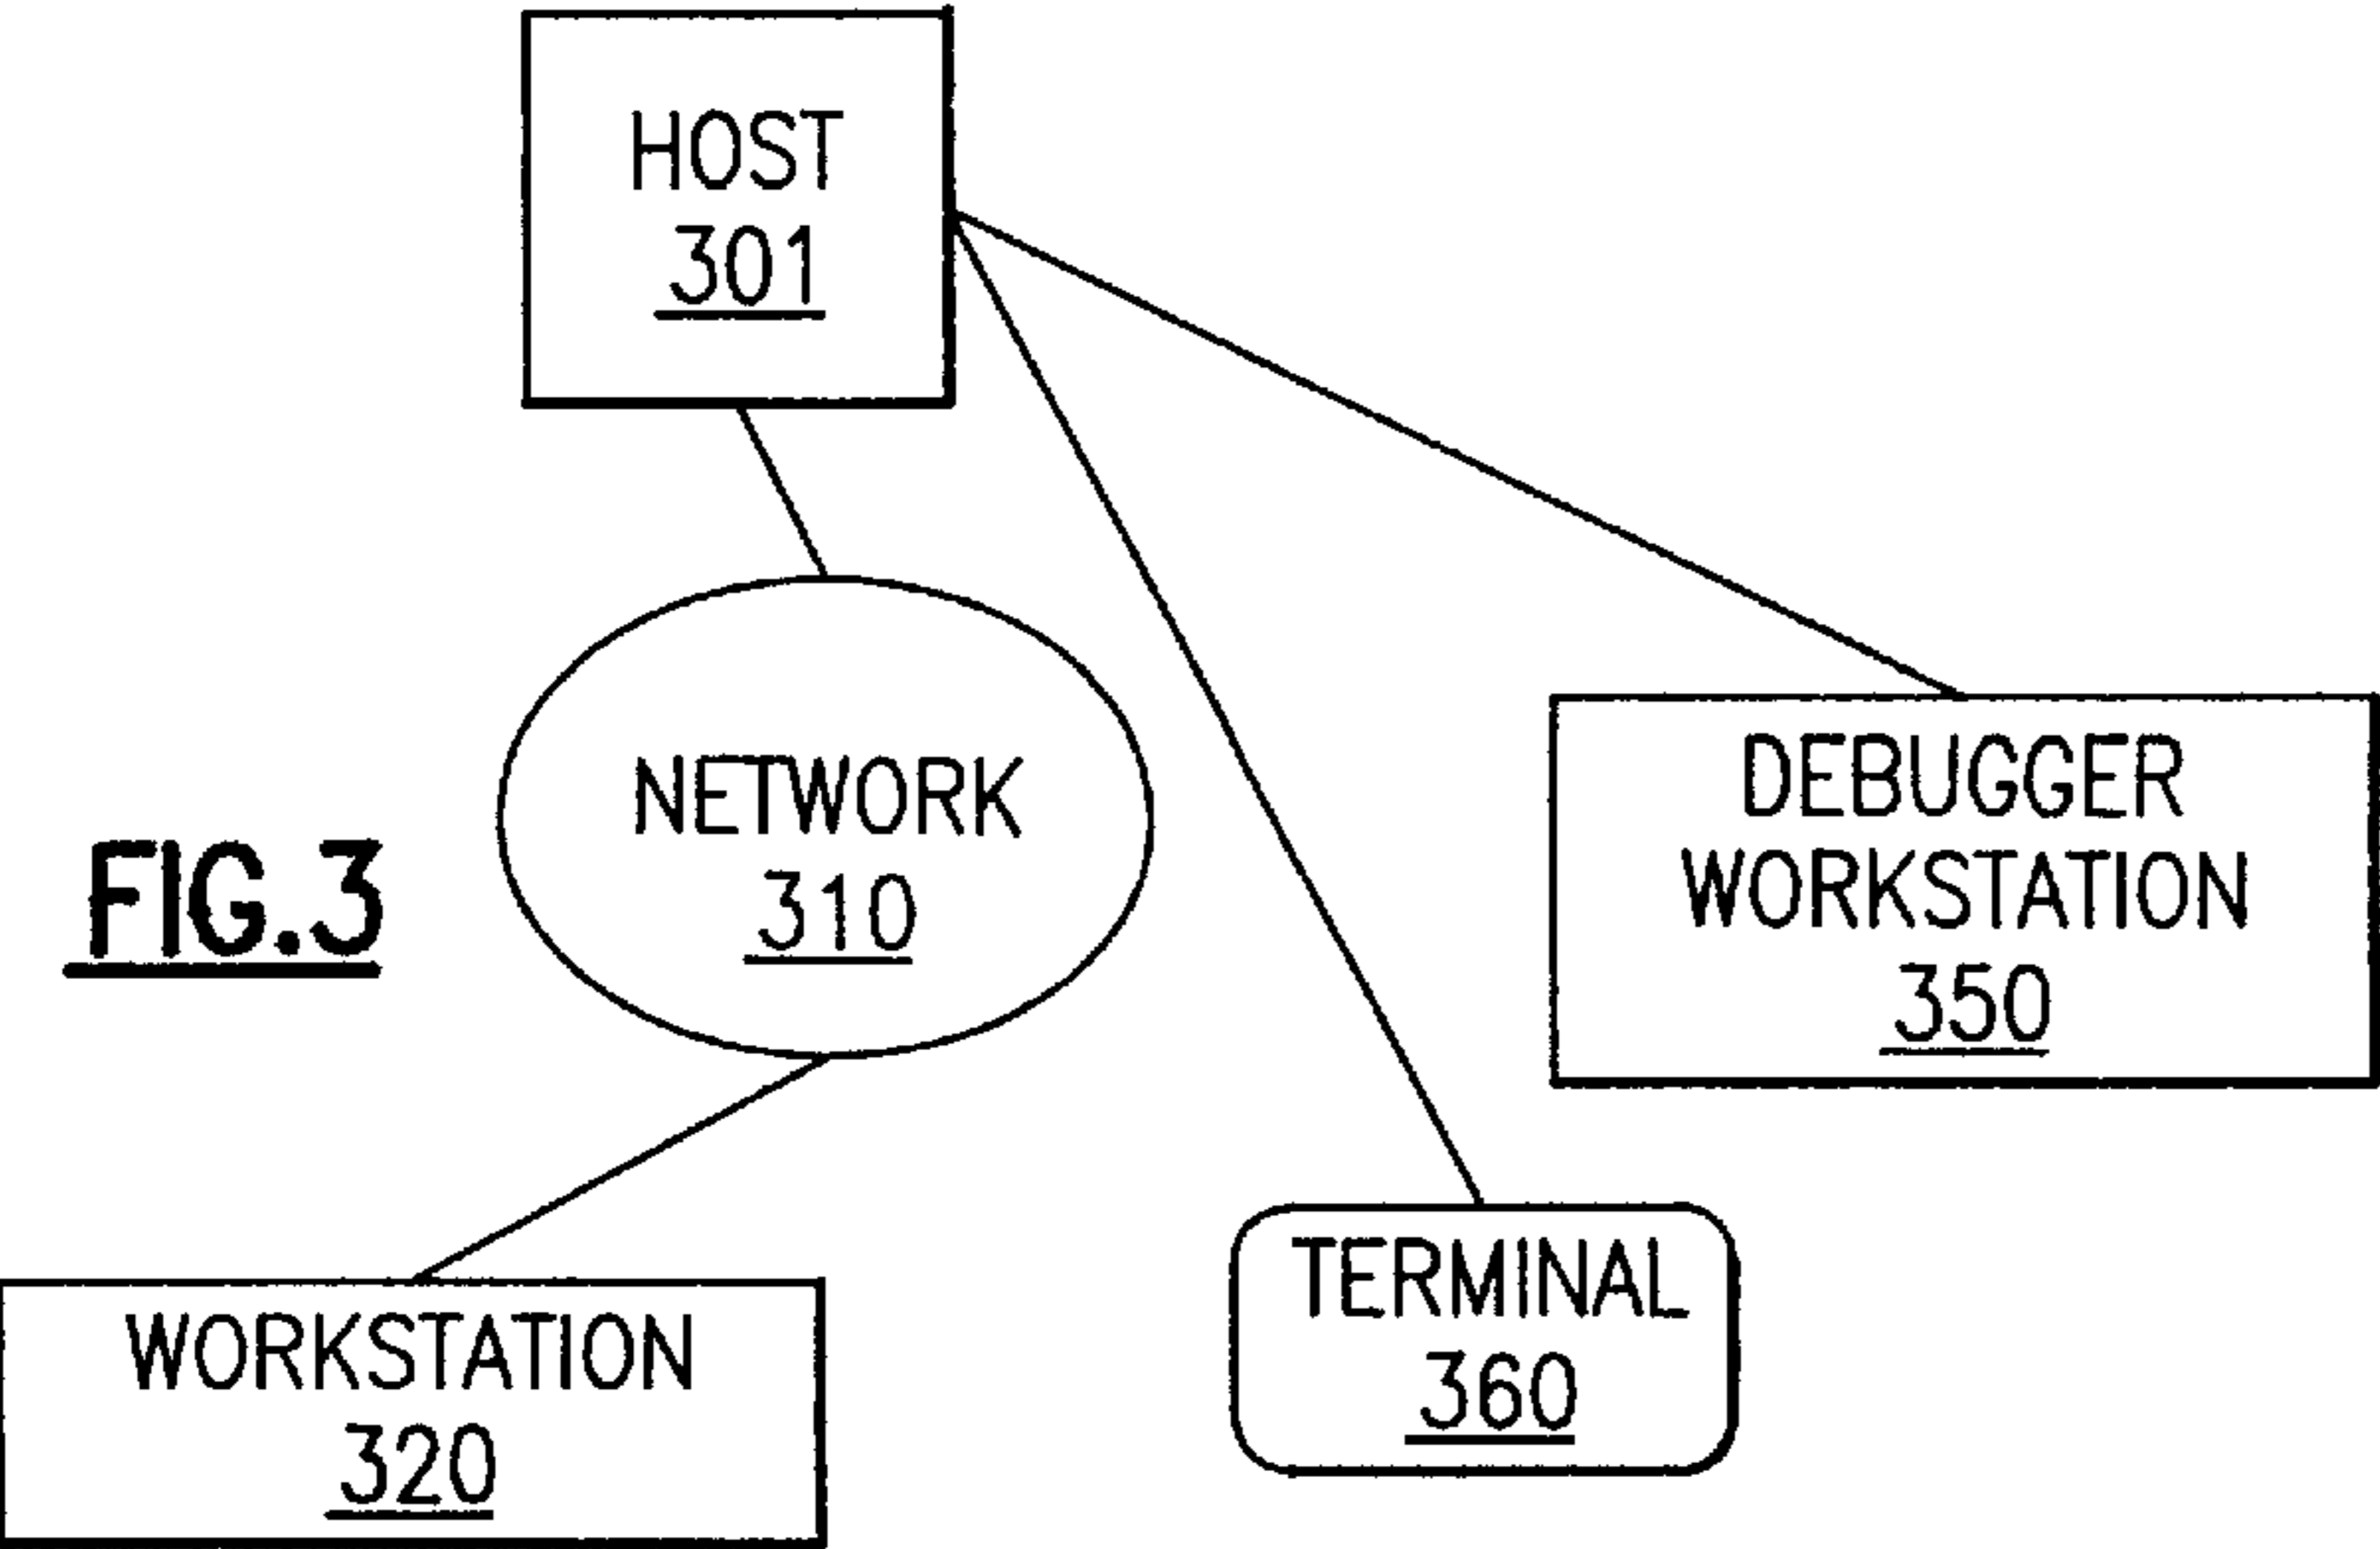 HOST
301
NETWORK
310
FIG.3
DEBUGGER
WORKSTATION
350
TERMINAL
360
WORKSTATION
320